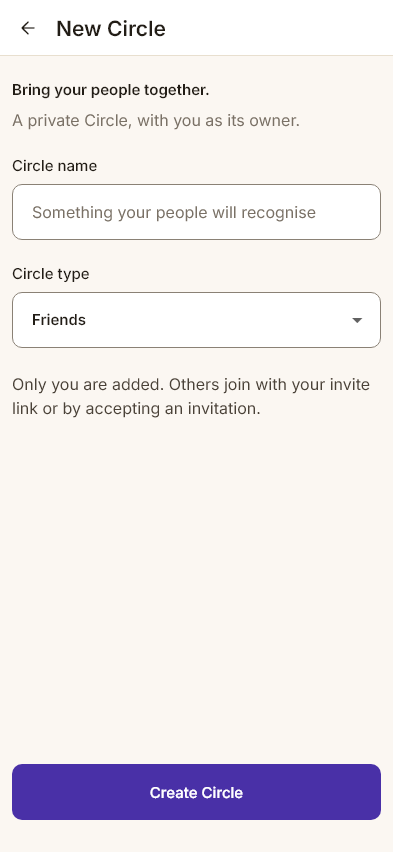 New Circle
Bring your people together.
A private Circle, with you as its owner.
Circle name
Something your people will recognise
Circle type
Friends
Only you are added. Others join with your invite
link or by accepting an invitation.
Create Circle